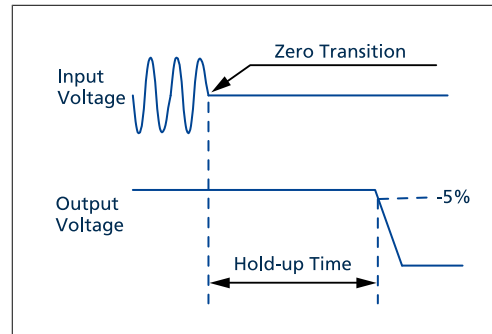 Zero Transition
Input
Voltage
Output
Voltage
-5%
Hold-up Time